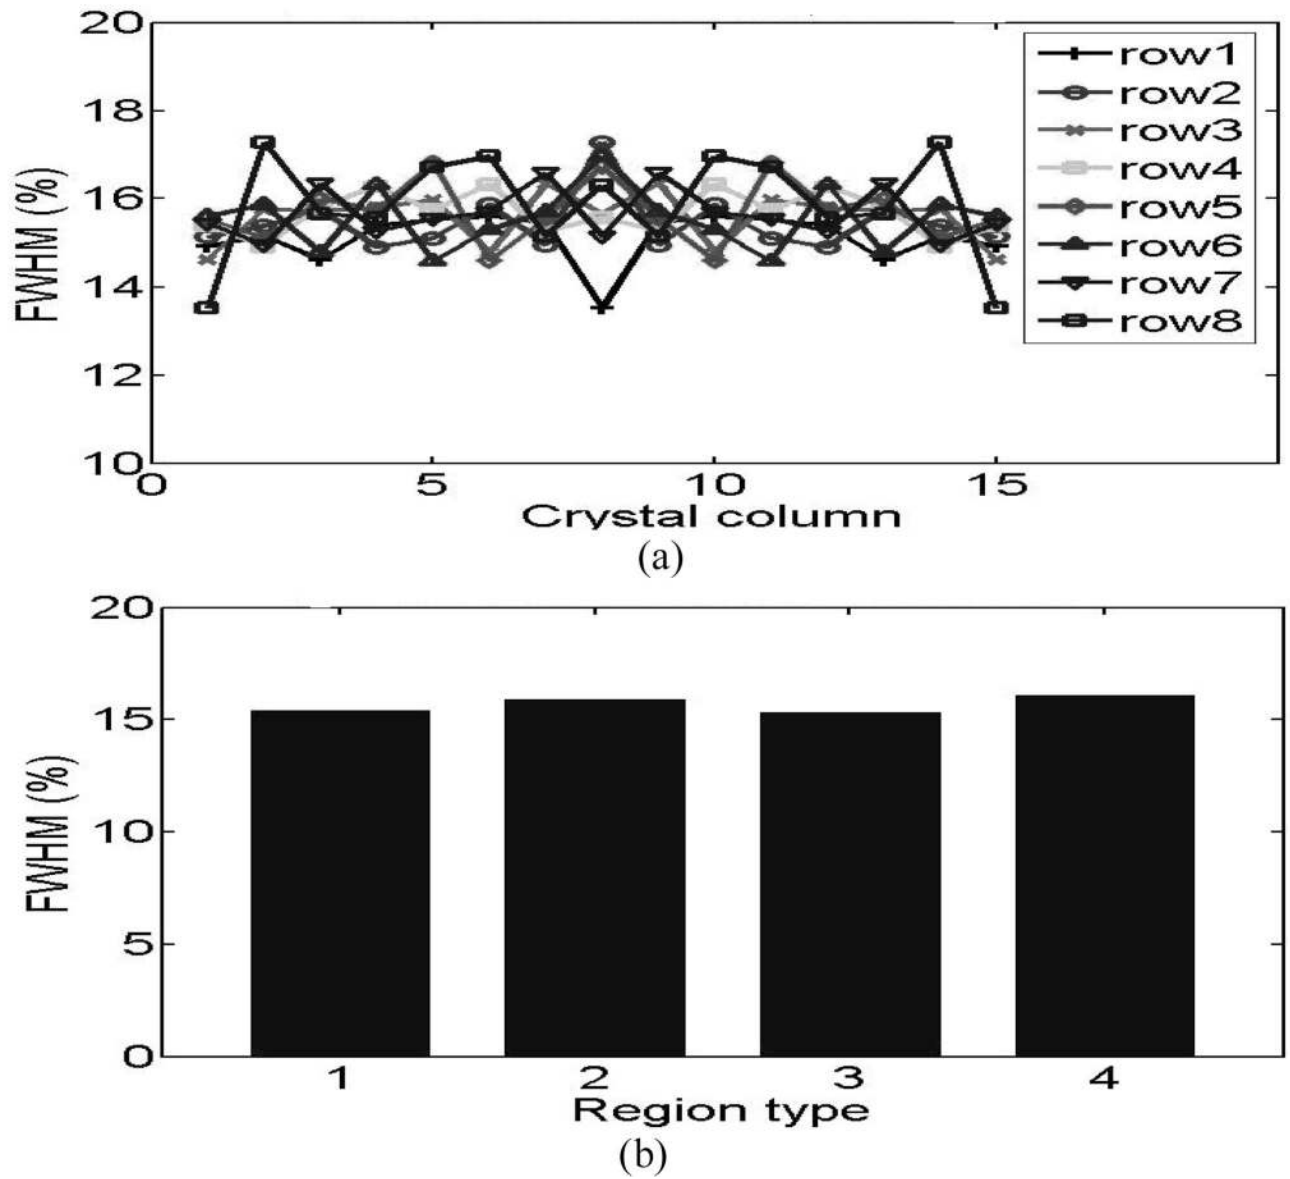 20
18
16
14
12
10
FWHM (%)
row1
row2
row3
row4
row5
row6
row7
row8
0 5 10 15
Crystal column
(a)
20
15
10
5
0
FWHM (%)
1 2 3 4
Region type
(b)